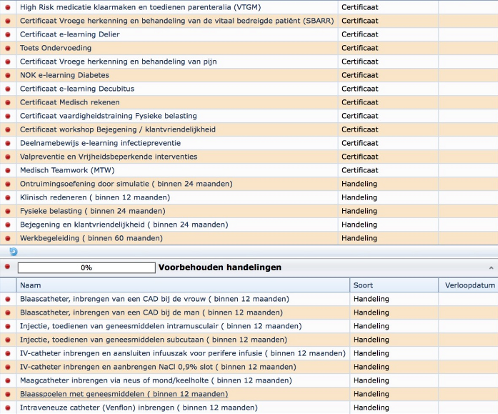 High Risk medicatie klaarmaken en toedienen parenteralia (VTGM) Certificaat
Certificaat Vroege herkenning en behandeling van de vitaal bedreigde patiënt (SBARR) Certificaat
Certificaat e-learning Delier Certificaat
Toets Ondervoeding Certificaat
Certificaat Vroege herkenning en behandeling van pijn Certificaat
NOK e-learning Diabetes Certificaat
Certificaat e-learning Decubitus Certificaat
Certificaat Medisch rekenen Certificaat
Certificaat vaardigheidstraining Fysieke belasting Certificaat
Certificaat workshop Bejegening / klantvriendelijkheid Certificaat
Deelnamebewijs e-learning infectiepreventie Certificaat
Valpreventie en Vrijheidsbeperkende interventies Certificaat
Medisch Teamwork (MTW) Certificaat
Ontruimingsoefening door simulatie ( binnen 24 maanden) Handeling
Klinisch redeneren ( binnen 12 maanden) Handeling
Fysieke belasting ( binnen 24 maanden) Handeling
Bejegening en klantvriendelijkheid ( binnen 24 maanden) Handeling
Werkbegeleiding ( binnen 60 maanden) Handeling
0% Voorbehouden handelingen
Naam Soort Verloopdatum
Blaascatheter, inbrengen van een CAD bij de vrouw ( binnen 12 maanden) Handeling
Blaascatheter, inbrengen van een CAD bij de man ( binnen 12 maanden) Handeling
Injectie, toedienen van geneesmiddelen intramusculair ( binnen 12 maanden) Handeling
Injectie, toedienen van geneesmiddelen subcutaan ( binnen 12 maanden) Handeling
IV-catheter inbrengen en aansluiten infuuszak voor perifere infusie ( binnen 12 maanden) Handeling
IV-catheter inbrengen en aanbrengen NaCl 0,9% slot ( binnen 12 maanden) Handeling
Maagcatheter inbrengen via neus of mond/keelholte ( binnen 12 maanden) Handeling
Blaasspoelen met geneesmiddelen ( binnen 12 maanden) Handeling
Intraveneuze catheter (Venflon) inbrengen ( binnen 12 maanden) Handeling